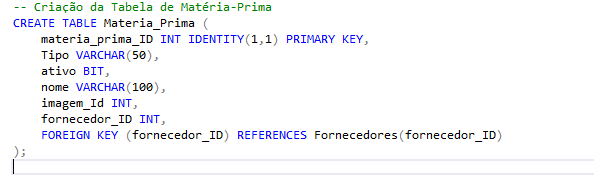 -- Criação da Tabela de Matéria-Prima
CREATE TABLE Materia_Prima (
    materia_prima_ID INT IDENTITY(1,1) PRIMARY KEY,
    Tipo VARCHAR(50),
    ativo BIT,
    nome VARCHAR(100),
    imagem_Id INT,
    fornecedor_ID INT,
    FOREIGN KEY (fornecedor_ID) REFERENCES Fornecedores(fornecedor_ID)
);